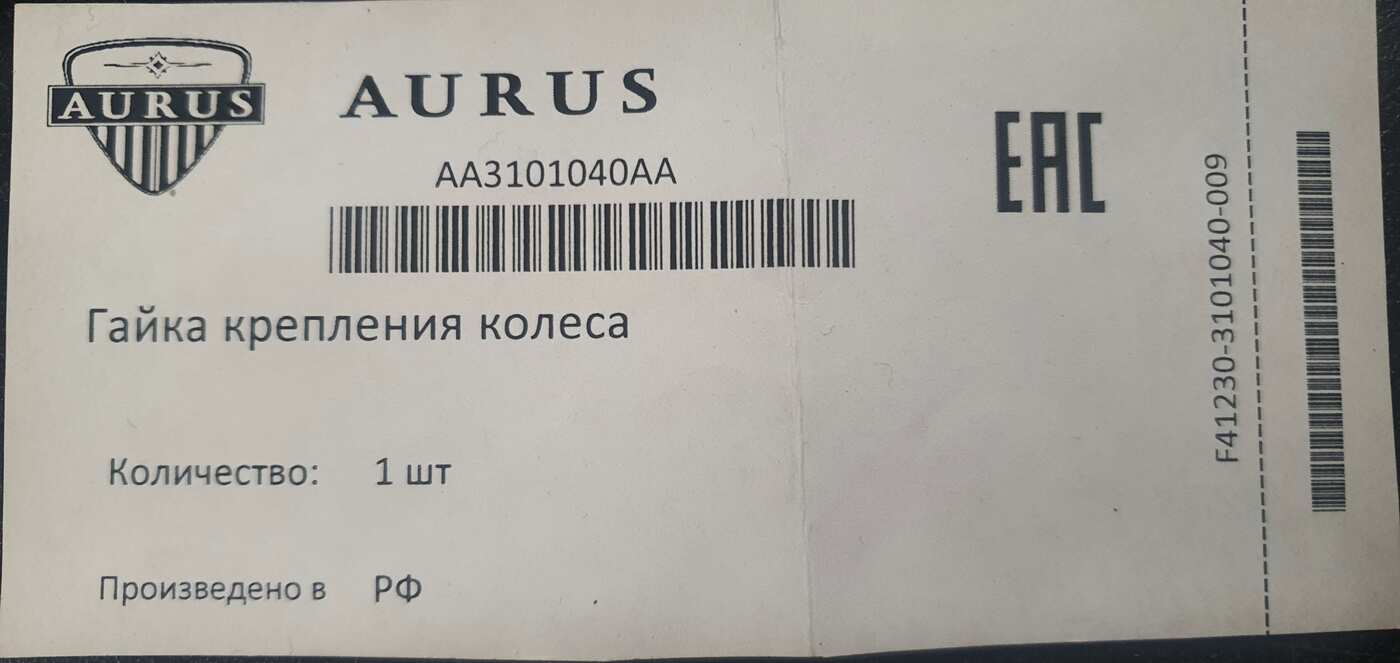 AURUS
AURUS
AA3101040AA
EAC
Гайка крепления колеса
Количество: 1 шт
Произведено в РФ
F41230-3101040-009